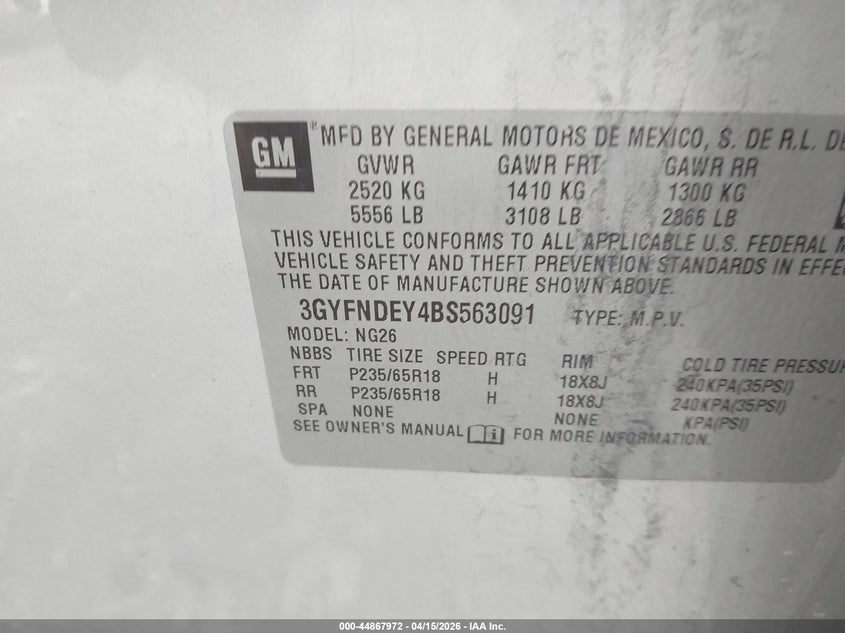 GM ® MFD BY GENERAL MOTORS DE MEXICO, S. DE R.L. DE
GVWR GAWR FRT GAWR RR
2520 KG 1410 KG 1300 KG
5556 LB 3108 LB 2866 LB
THIS VEHICLE CONFORMS TO ALL APPLICABLE U.S. FEDERAL M
VEHICLE SAFETY AND THEFT PREVENTION STANDARDS IN EFFE
THE DATE OF MANUFACTURE SHOWN ABOVE.
3GYFNDEY4BS563091 TYPE: M.P.V.
MODEL: NG26
NBBS TIRE SIZE SPEED RTG RIM COLD TIRE PRESSUR
FRT P235/65R18 H 18X8J 240KPA(35PSI)
RR P235/65R18 H 18X8J 240KPA(35PSI)
SPA NONE NONE KPA(PSI)
SEE OWNER'S MANUAL FOR MORE INFORMATION.
000-44867972 - 04/15/2026 - IAA Inc.